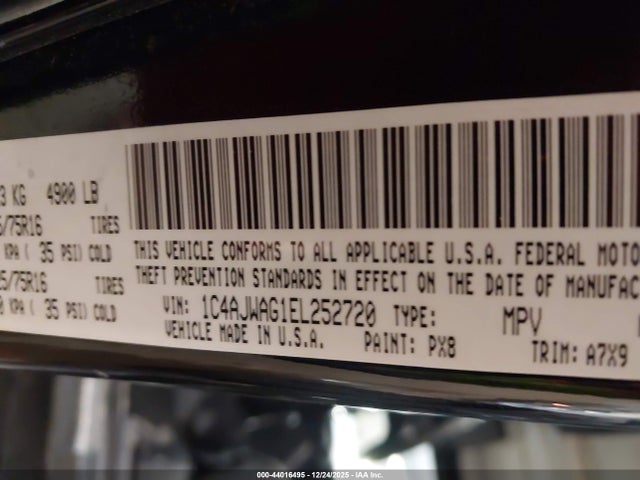 3 KG 4900 LB
/75R16 TIRES
KPA ( 35 PSI) COLD
5/75R16
KPA ( 35 PSI) COLD
THIS VEHICLE CONFORMS TO ALL APPLICABLE U.S.A. FEDERAL MOTO
THEFT PREVENTION STANDARDS IN EFFECT ON THE DATE OF MANUFAC
VIN: 1C4AJWAG1EL252720 TYPE: MPV
VEHICLE MADE IN U.S.A. PAINT: PX8 TRIM: A7X9
000-44016495 - 12/24/2025 - IAA Inc.